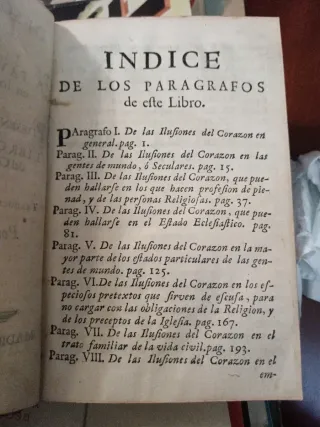 INDICE
DE LOS PARAGRAFOS
de eſte Libro.
PAragrafo I. De las Iluſiones del Corazon en
general. pag. 1.
Parag. II. De las Iluſiones del Corazon en las
gentes de mundo, ó Seculares. pag. 15.
Parag. III. De las Iluſiones del Corazon, que pue-
den hallarſe en los que hacen profeſion de pie-
dad, y de las perſonas Religioſas. pag. 37.
Parag. IV. De las Iluſiones del Corazon, que pue-
den hallarſe en el Eſtado Ecleſiaſtico. pag.
81.
Parag. V. De las Iluſiones del Corazon en la ma-
yor parte de los eſtados particulares de las gen-
tes de mundo. pag. 125.
Parag. VI. De las Iluſiones del Corazon en los eſ-
pecioſos pretextos que ſirven de eſcuſa, para
no cargar con las obligaciones de la Religion, y
de los preceptos de la Igleſia. pag. 167.
Parag. VII. De las Iluſiones del Corazon en el
trato familiar de la vida civil. pag. 193.
Parag. VIII. De las Iluſiones del Corazon en el
em-